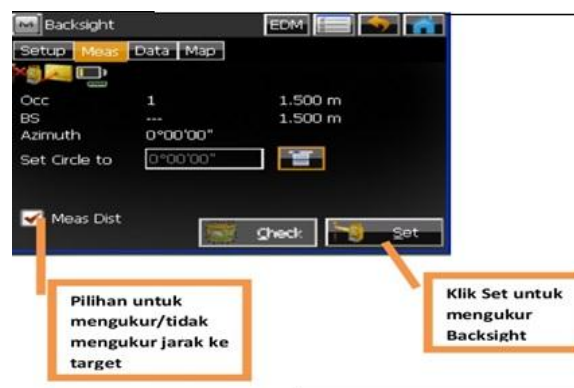 Backsight EDM
Setup Meas Data Map
Occ 1 1.500 m
BS --- 1.500 m
Azimuth 0°00'00"
Set Circle to 0°00'00"
Meas Dist Check Set
Pilihan untuk
mengukur/tidak
mengukur jarak ke
target
Klik Set untuk
mengukur
Backsight